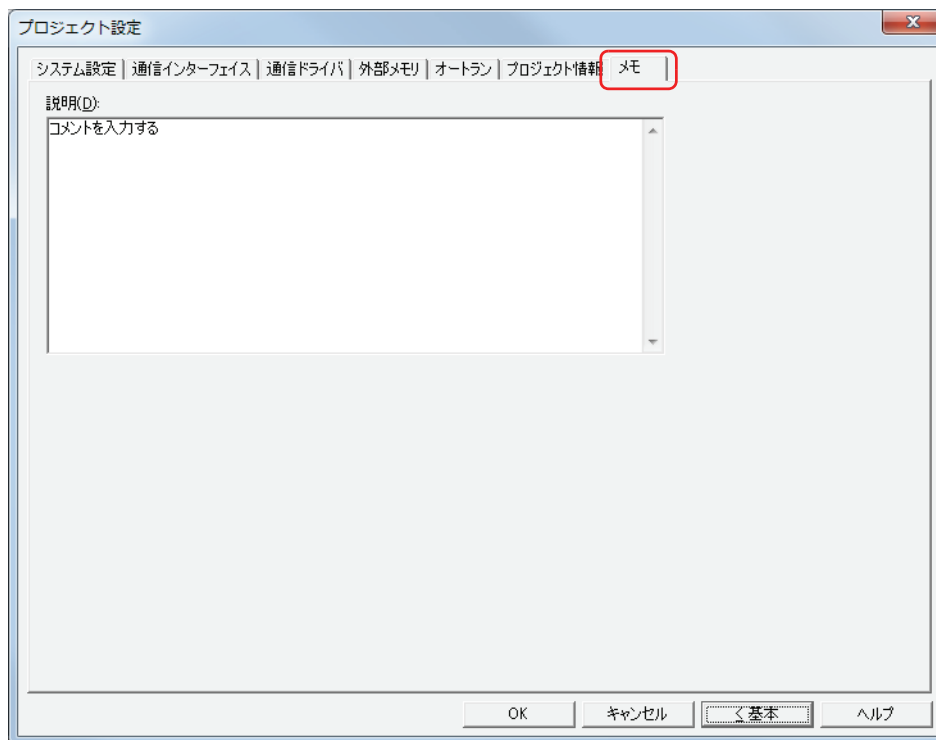 プロジェクト設定
システム設定 通信インターフェイス 通信ドライバ 外部メモリ オートラン プロジェクト情報 メモ
説明(D):
コメントを入力する
OK キャンセル < 基本 ヘルプ